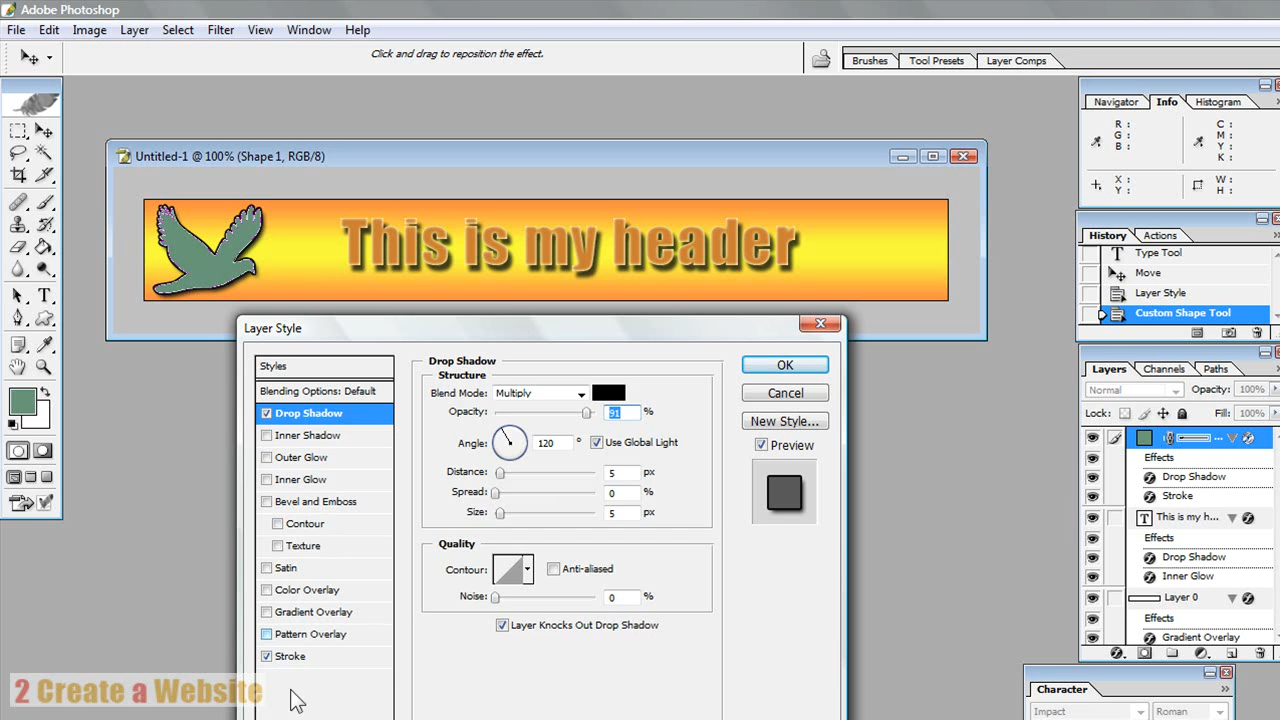 Adobe Photoshop
File Edit Image Layer Select Filter View Window Help
Click and drag to reposition the effect.
Brushes Tool Presets Layer Comps
Navigator Info Histogram
R: C:
G: M:
B: Y:
K:
X: W:
Y: H:
Untitled-1 @ 100% (Shape 1, RGB/8)
This is my header
History Actions
Type Tool
Move
Layer Style
Custom Shape Tool
Layer Style
Styles
Blending Options: Default
Drop Shadow
Inner Shadow
Outer Glow
Inner Glow
Bevel and Emboss
Contour
Texture
Satin
Color Overlay
Gradient Overlay
Pattern Overlay
Stroke
Drop Shadow
Structure
Blend Mode: Multiply
Opacity: 91 %
Angle: 120 ° Use Global Light
Distance: 5 px
Spread: 0 %
Size: 5 px
Quality
Contour: Anti-aliased
Noise: 0 %
Layer Knocks Out Drop Shadow
OK
Cancel
New Style...
Preview
Layers Channels Paths
Normal Opacity: 100%
Lock: Fill: 100%
Effects
Drop Shadow
Stroke
T This is my h...
Effects
Drop Shadow
Inner Glow
Layer 0
Effects
Gradient Overlay
Character
Impact Roman
2 Create a Website